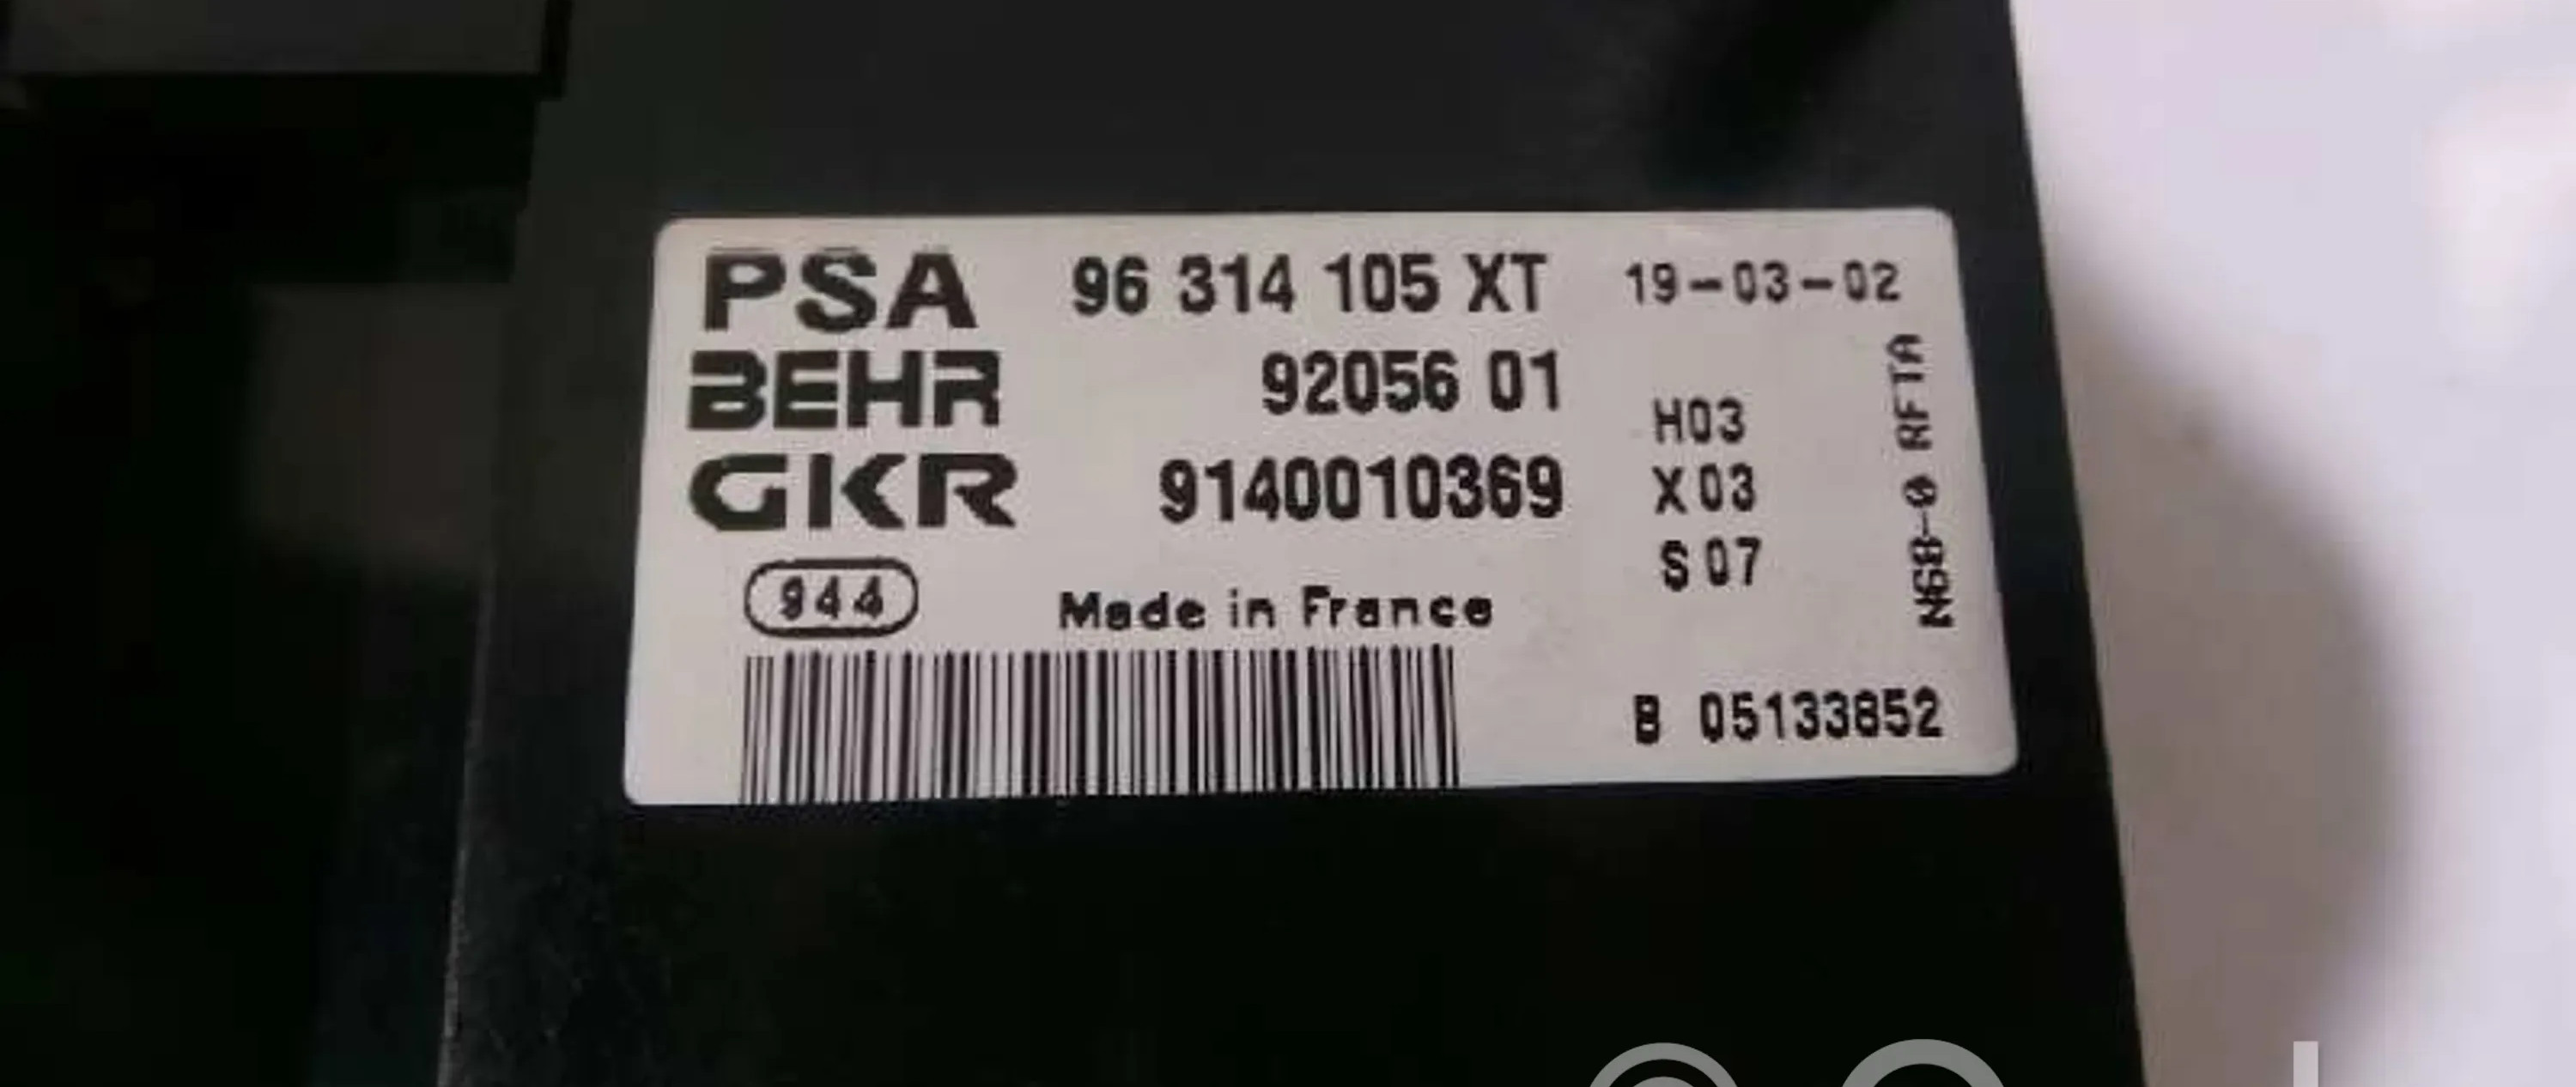 PSA 96 314 105 XT 19-03-02
BEHR 92056 01
GKR 9140010369
H03
X03
S07
N68-0 RFTA
944
Made in France
B 05133852